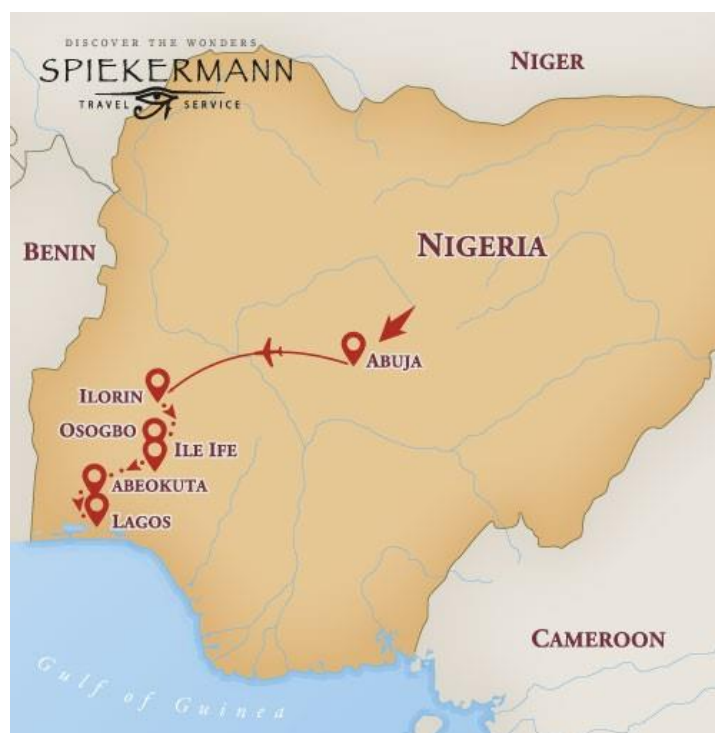 DISCOVER THE WONDERS
SPIEKERMANN
TRAVEL SERVICE
NIGER
BENIN
NIGERIA
ABUJA
ILORIN
OSOGBO
ILE IFE
ABEOKUTA
LAGOS
CAMEROON
Gulf of Guinea